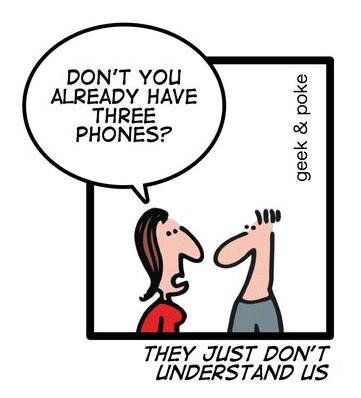 DON'T YOU
ALREADY HAVE
THREE
PHONES?
geek & poke
THEY JUST DON'T
UNDERSTAND US